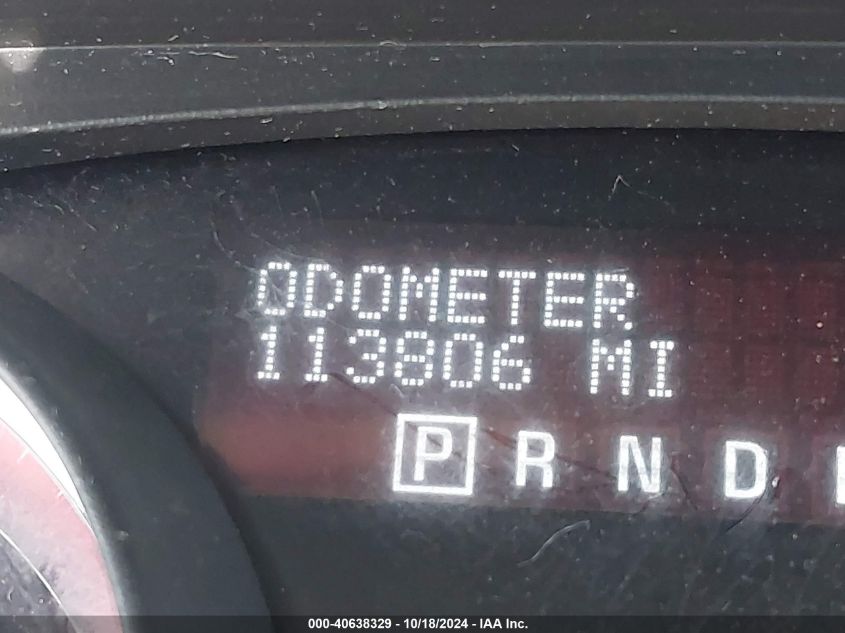 ODOMETER
113806 MI
P R N D
000-40638329 - 10/18/2024 - IAA Inc.